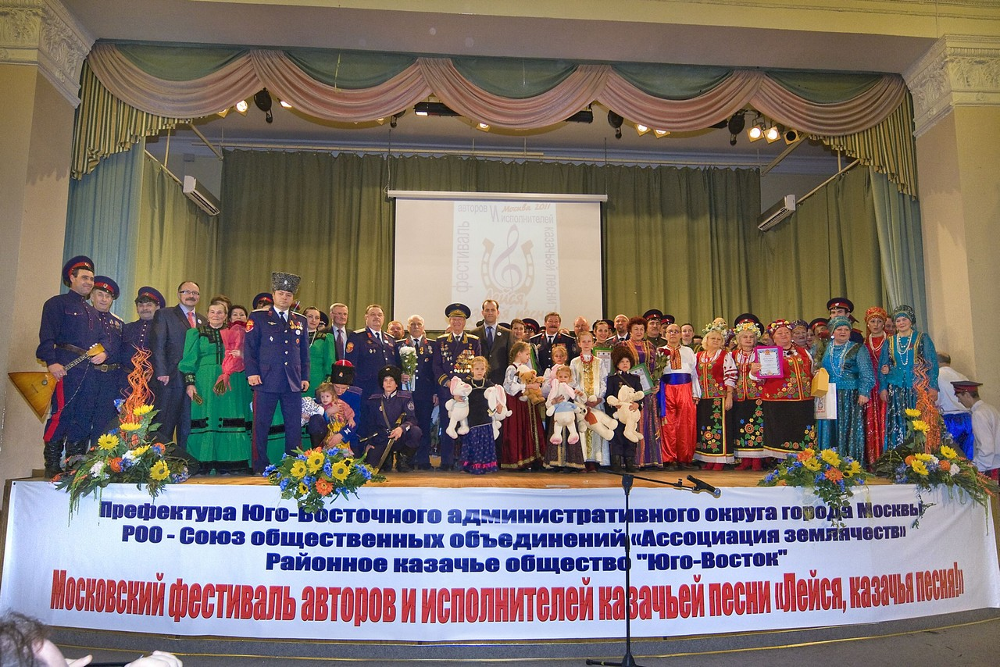 авторов И исполнителей
Москва 2011
фестиваль
казачьей песни
Лейся,
песня
Префектура Юго-Восточного административного округа города Москвы
РОО - Союз общественных объединений «Ассоциация землячеств»
Районное казачье общество "Юго-Восток"
Московский фестиваль авторов и исполнителей казачьей песни «Лейся, казачья песня!»